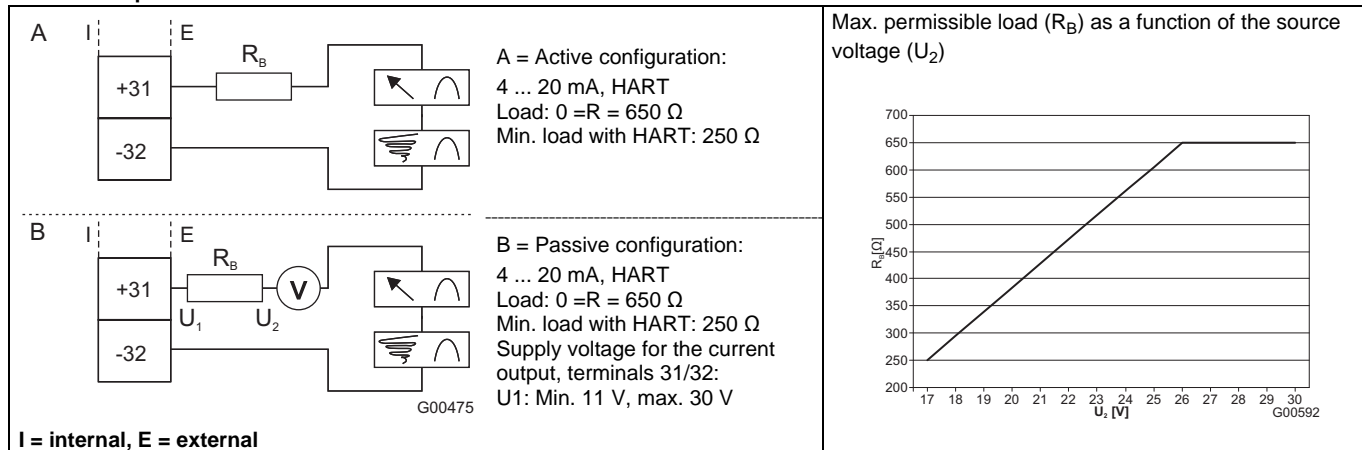 A
I
E
R_B
+31
-32
A = Active configuration:
4 ... 20 mA, HART
Load: 0 =R = 650 Ω
Min. load with HART: 250 Ω
B
I
E
R_B
V
+31
U₁
U₂
-32
G00475
B = Passive configuration:
4 ... 20 mA, HART
Load: 0 =R = 650 Ω
Min. load with HART: 250 Ω
Supply voltage for the current
output, terminals 31/32:
U1: Min. 11 V, max. 30 V
I = internal, E = external
Max. permissible load (R_B) as a function of the source
voltage (U₂)
700
650
600
550
500
450
400
350
300
250
200
R_B[Ω]
17 18 19 20 21 22 23 24 25 26 27 28 29 30
U₂ [V]
G00592